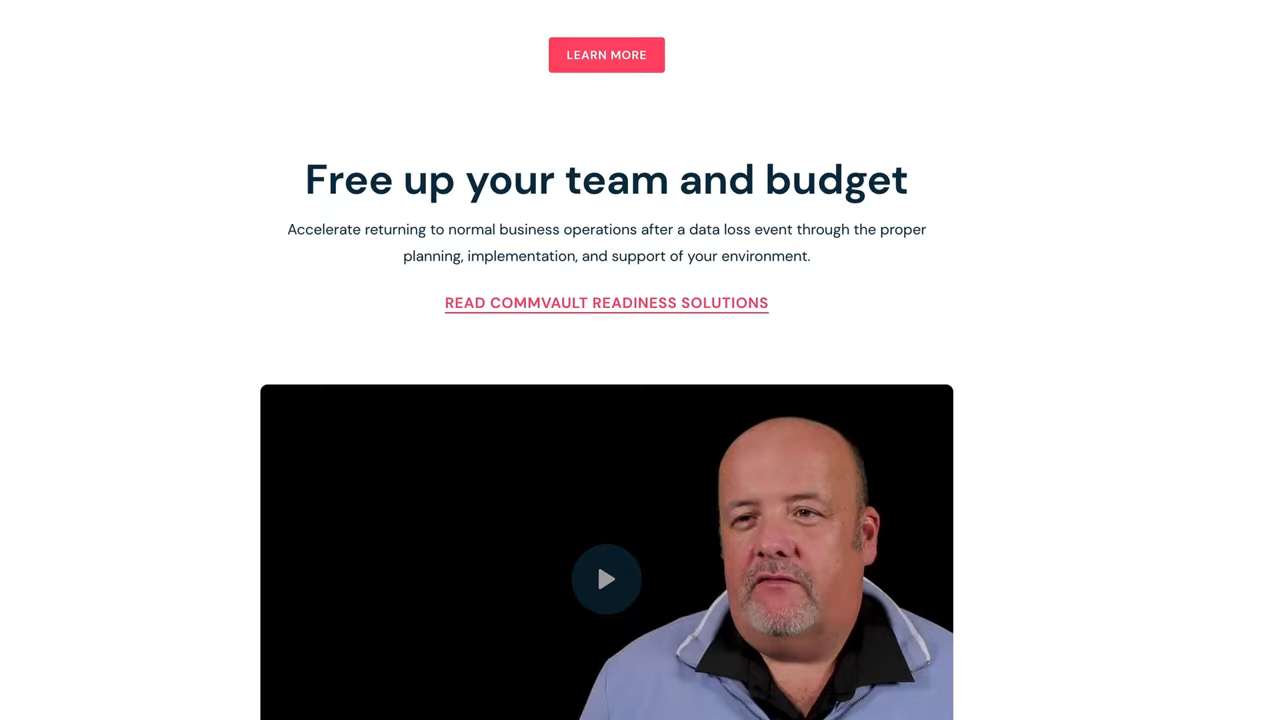 LEARN MORE
Free up your team and budget
Accelerate returning to normal business operations after a data loss event through the proper
planning, implementation, and support of your environment.
READ COMMVAULT READINESS SOLUTIONS